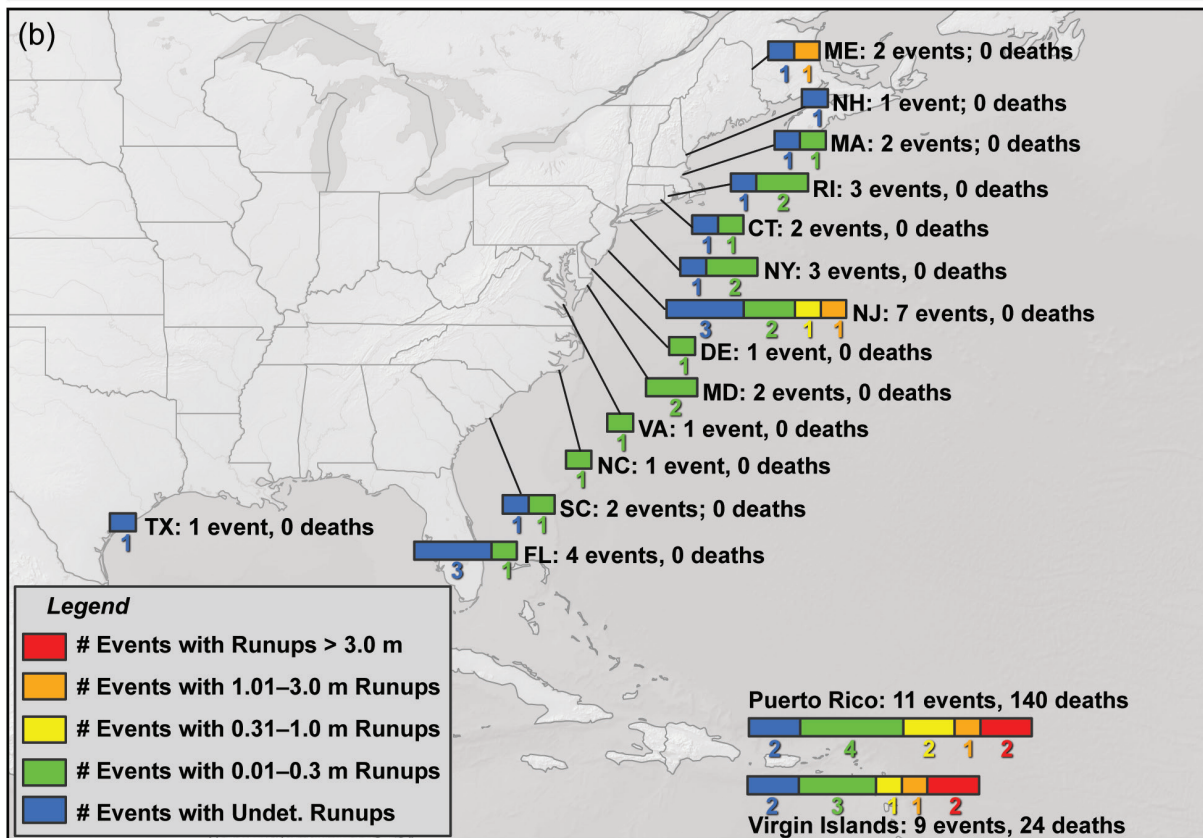 (b)
ME: 2 events; 0 deaths
1 1
NH: 1 event; 0 deaths
1
MA: 2 events; 0 deaths
1 1
RI: 3 events, 0 deaths
1 2
CT: 2 events, 0 deaths
1 1
NY: 3 events, 0 deaths
1 2
NJ: 7 events, 0 deaths
3 2 1 1
DE: 1 event, 0 deaths
1
MD: 2 events, 0 deaths
2
VA: 1 event, 0 deaths
1
NC: 1 event, 0 deaths
1
SC: 2 events; 0 deaths
1 1
TX: 1 event, 0 deaths
1
FL: 4 events, 0 deaths
3 1
Legend
# Events with Runups > 3.0 m
# Events with 1.01–3.0 m Runups
# Events with 0.31–1.0 m Runups
# Events with 0.01–0.3 m Runups
# Events with Undet. Runups
Puerto Rico: 11 events, 140 deaths
2 4 2 1 2
2 3 1 1 2
Virgin Islands: 9 events, 24 deaths